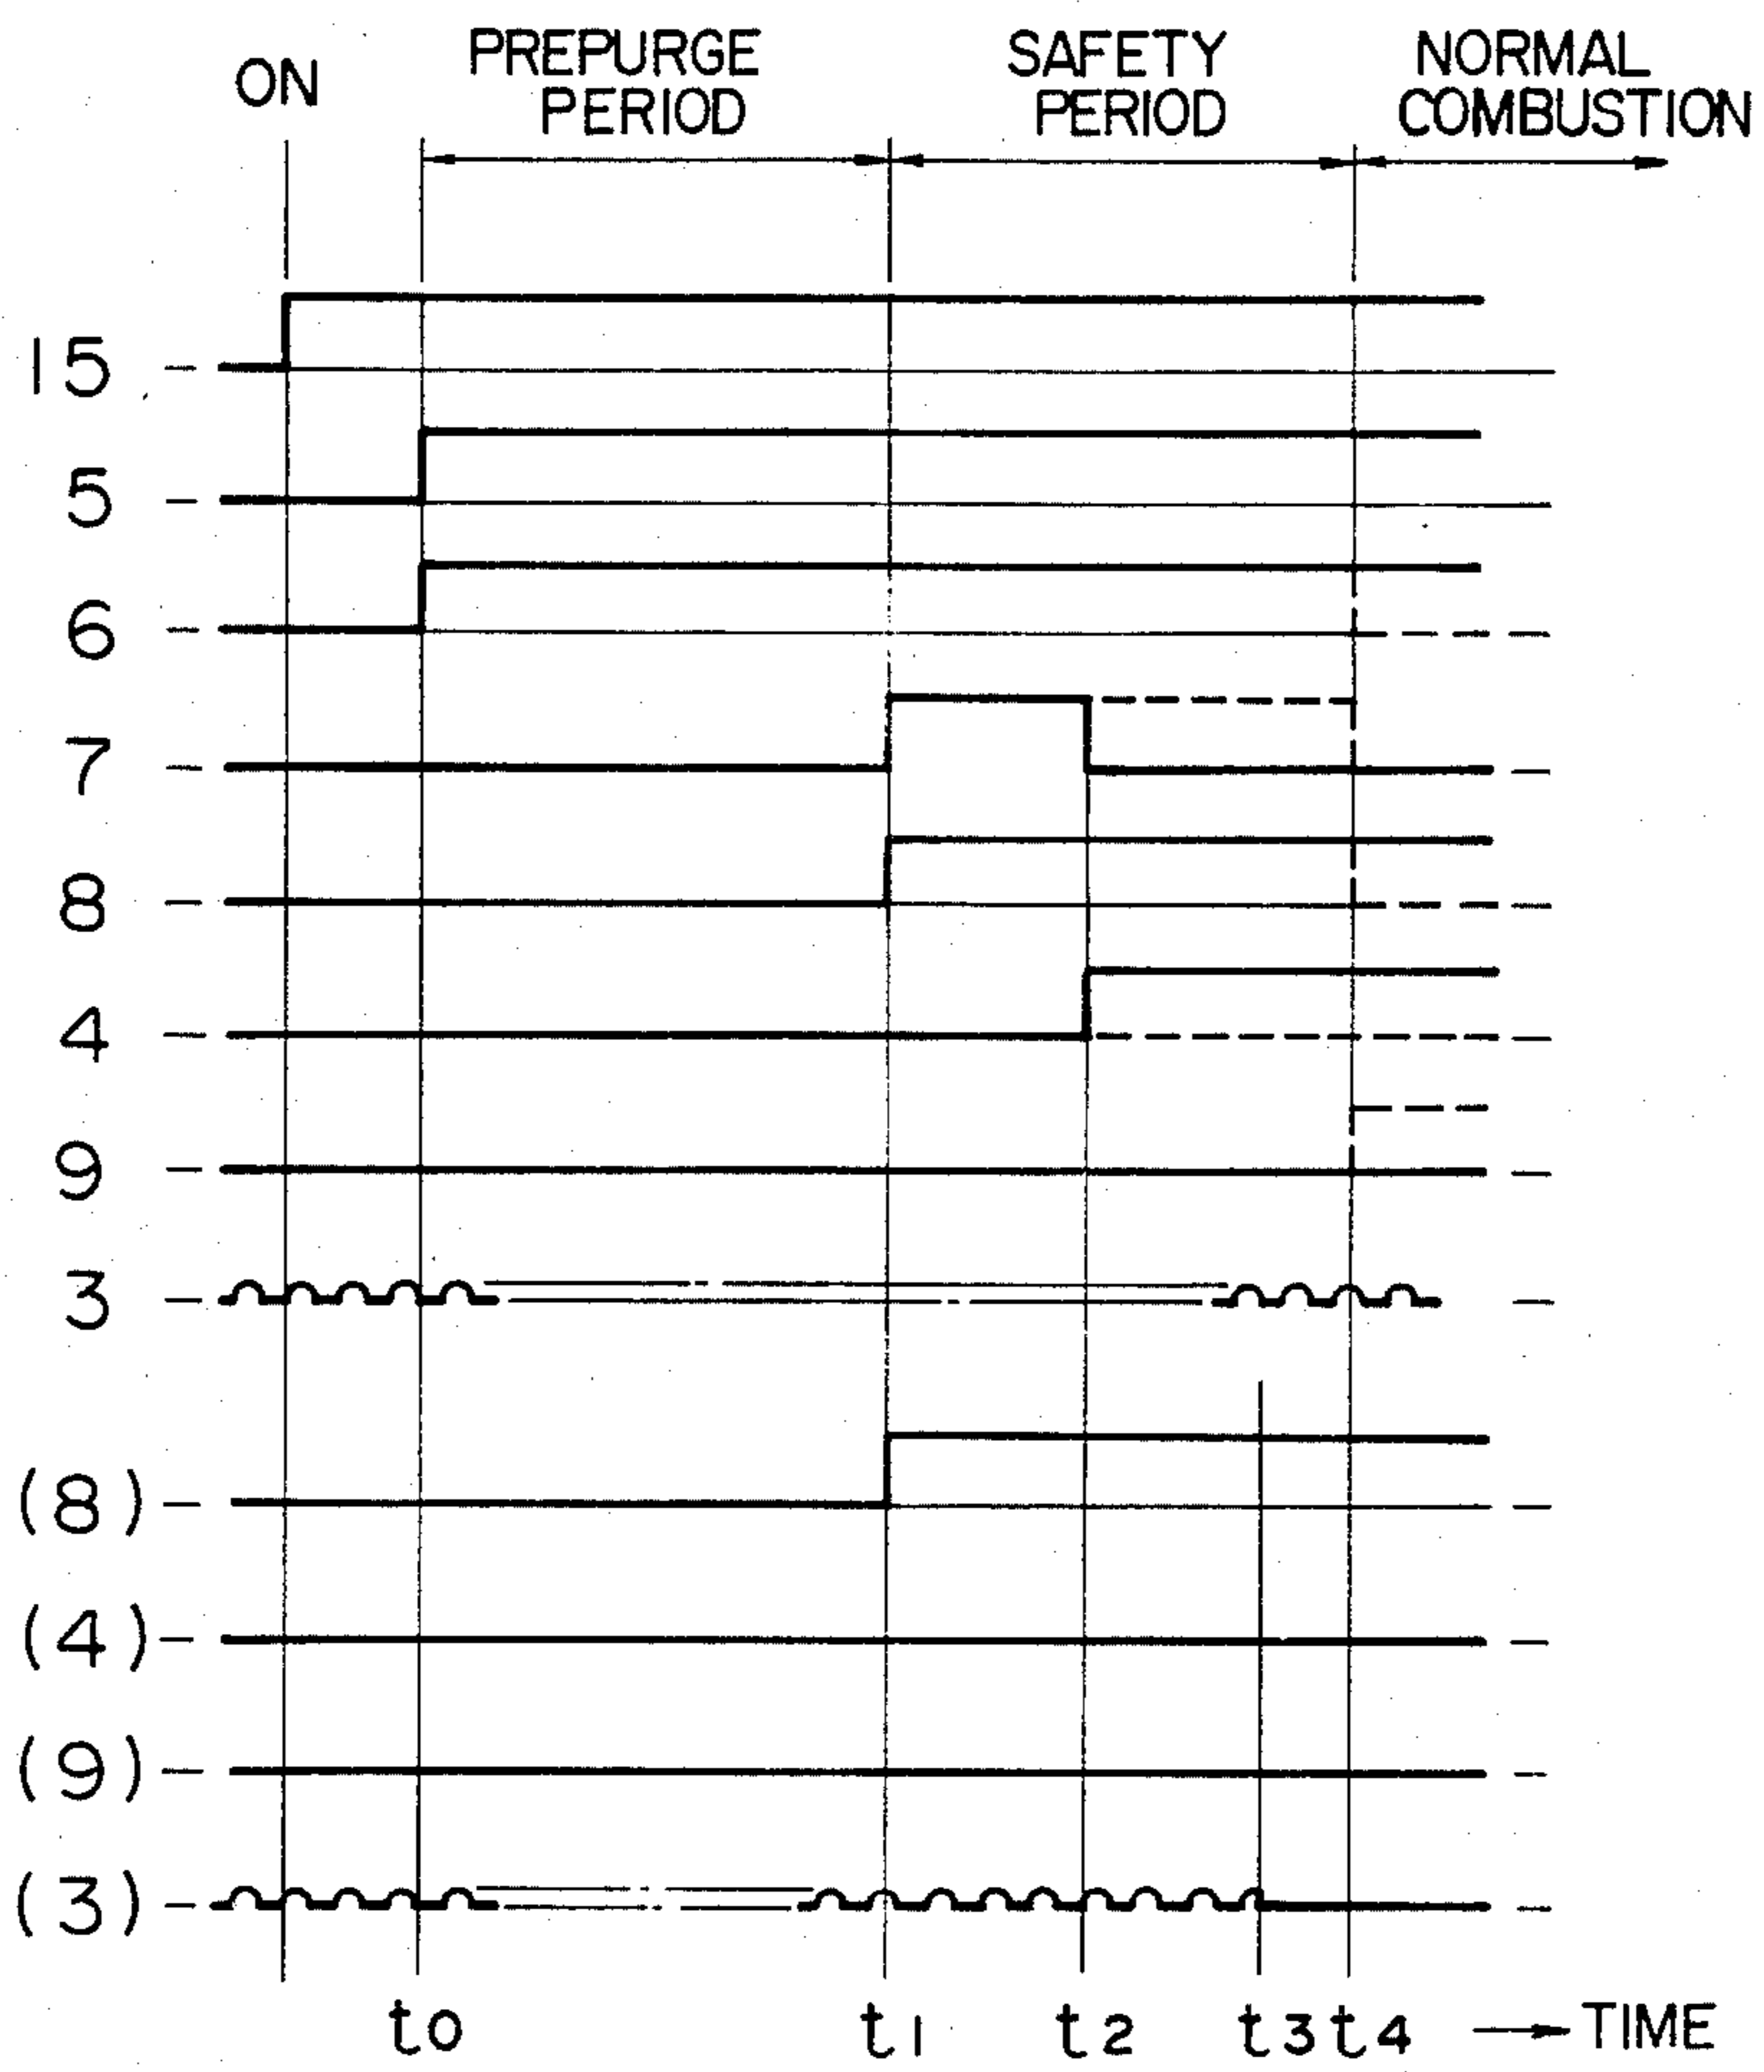 ON
PREPURGE
PERIOD
SAFETY
PERIOD
NORMAL
COMBUSTION
15
5
6
7
8
4
9
3
(8)
(4)
(9)
(3)
t0
t1
t2
t3
t4
TIME